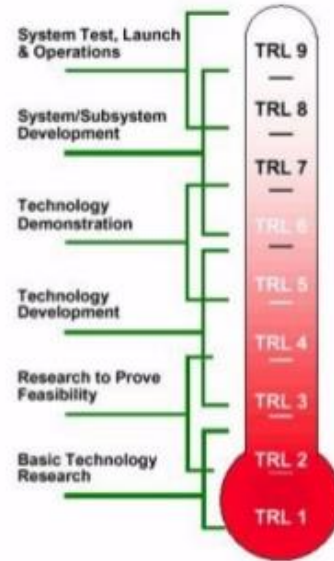 System Test, Launch
& Operations
System/Subsystem
Development
Technology
Demonstration
Technology
Development
Research to Prove
Feasibility
Basic Technology
Research
TRL 9
TRL 8
TRL 7
TRL 6
TRL 5
TRL 4
TRL 3
TRL 2
TRL 1